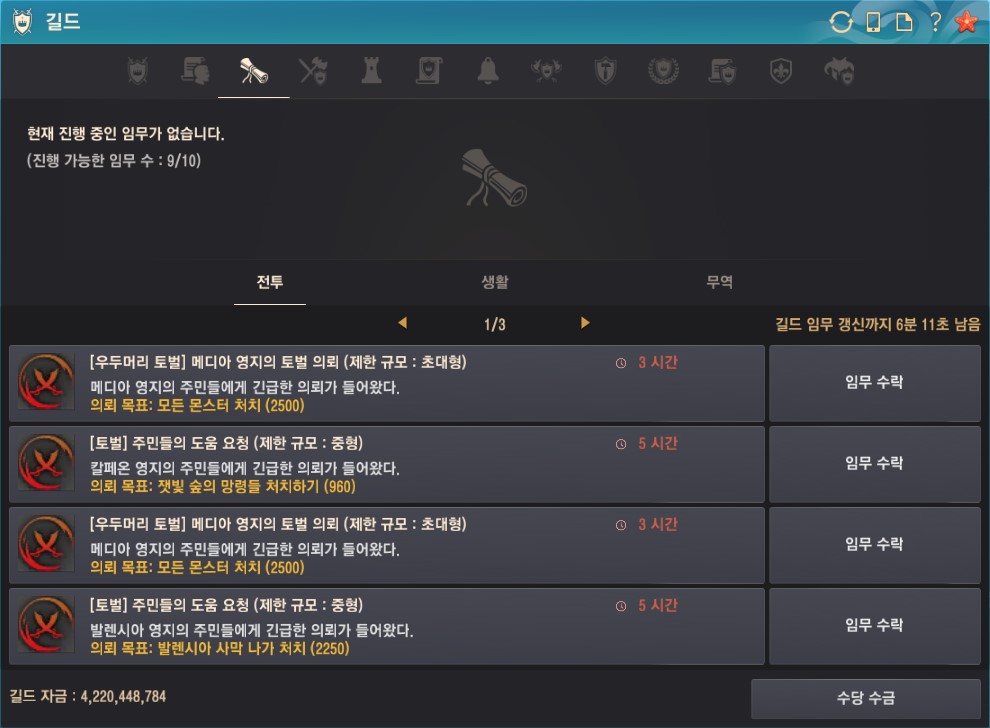 길드
?
현재 진행 중인 임무가 없습니다.
(진행 가능한 임무 수 : 9/10)
전투 생활 무역
1/3 길드 임무 갱신까지 6분 11초 남음
[우두머리 토벌] 메디아 영지의 토벌 의뢰 (제한 규모 : 초대형) 3 시간
메디아 영지의 주민들에게 긴급한 의뢰가 들어왔다.
의뢰 목표: 모든 몬스터 처치 (2500)
임무 수락
[토벌] 주민들의 도움 요청 (제한 규모 : 중형) 5 시간
칼페온 영지의 주민들에게 긴급한 의뢰가 들어왔다.
의뢰 목표: 잿빛 숲의 망령들 처치하기 (960)
임무 수락
[우두머리 토벌] 메디아 영지의 토벌 의뢰 (제한 규모 : 초대형) 3 시간
메디아 영지의 주민들에게 긴급한 의뢰가 들어왔다.
의뢰 목표: 모든 몬스터 처치 (2500)
임무 수락
[토벌] 주민들의 도움 요청 (제한 규모 : 중형) 5 시간
발렌시아 영지의 주민들에게 긴급한 의뢰가 들어왔다.
의뢰 목표: 발렌시아 사막 나가 처치 (2250)
임무 수락
길드 자금 : 4,220,448,784
수당 수금